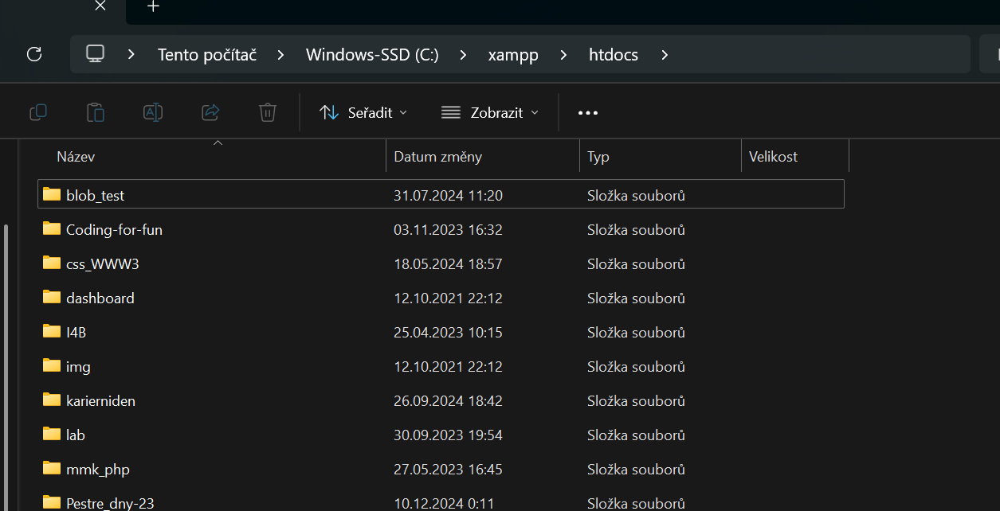 Tento počítač > Windows-SSD (C:) > xampp > htdocs >
Seřadit Zobrazit
Název Datum změny Typ Velikost
blob_test 31.07.2024 11:20 Složka souborů
Coding-for-fun 03.11.2023 16:32 Složka souborů
css_WWW3 18.05.2024 18:57 Složka souborů
dashboard 12.10.2021 22:12 Složka souborů
I4B 25.04.2023 10:15 Složka souborů
img 12.10.2021 22:12 Složka souborů
karierniden 26.09.2024 18:42 Složka souborů
lab 30.09.2023 19:54 Složka souborů
mmk_php 27.05.2023 16:45 Složka souborů
Pestre_dny-23 10.12.2024 0:11 Složka souborů